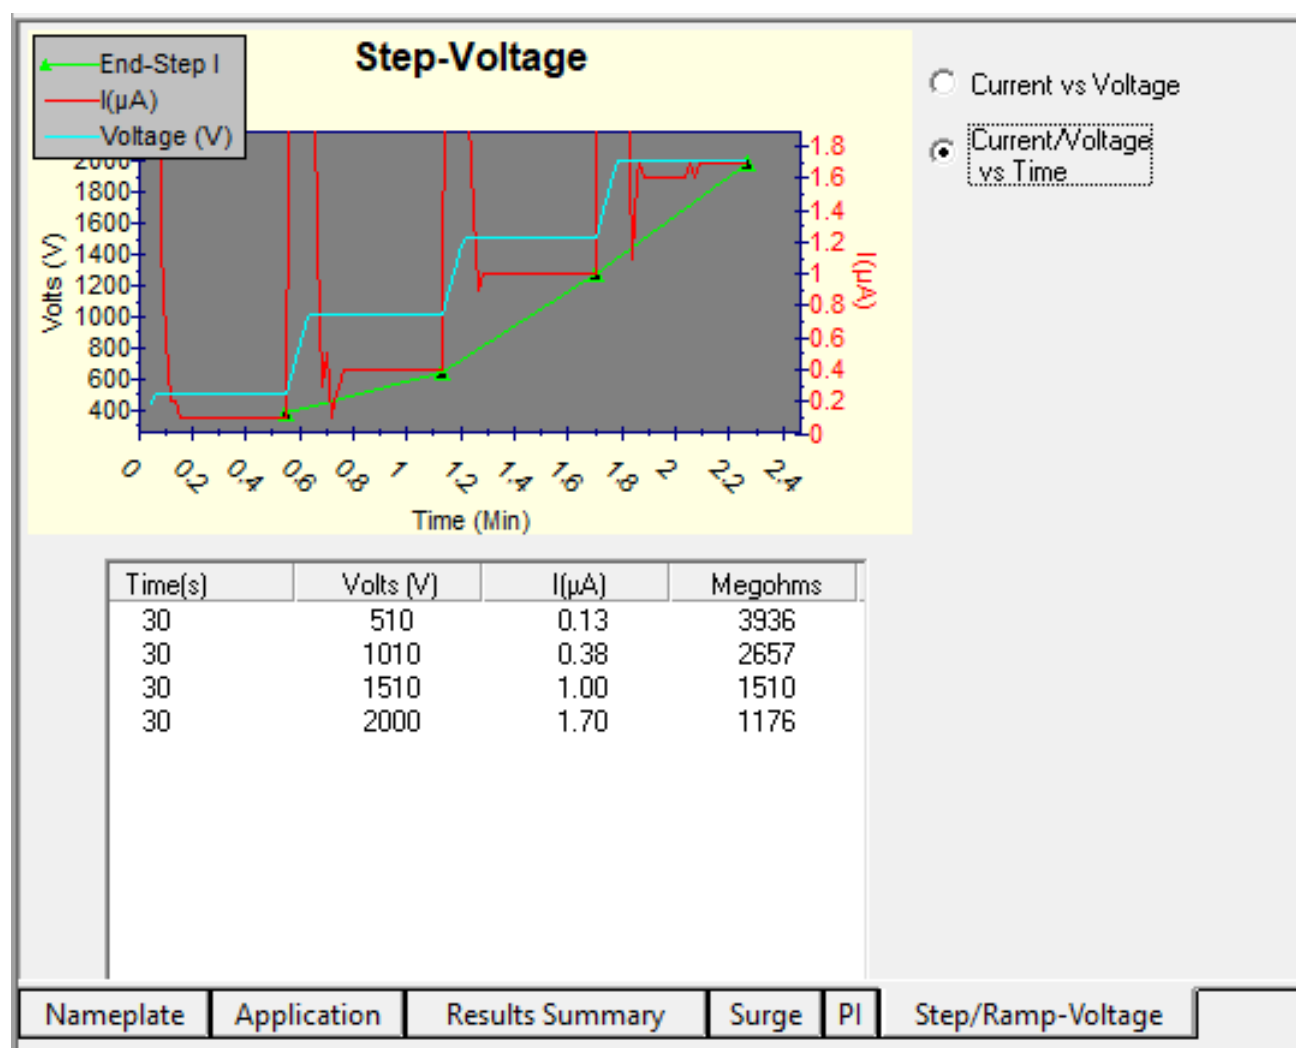 Step-Voltage
End-Step I
I(µA)
Voltage (V)
Current vs Voltage
Current/Voltage
vs Time
Volts (V)
2000
1800
1600
1400
1200
1000
800
600
400
1.8
1.6
1.4
1.2
1
0.8
0.6
0.4
0.2
0
I(µA)
0 0.2 0.4 0.6 0.8 1 1.2 1.4 1.6 1.8 2 2.2 2.4
Time (Min)
Time(s) Volts (V) I(µA) Megohms
30 510 0.13 3936
30 1010 0.38 2657
30 1510 1.00 1510
30 2000 1.70 1176
Nameplate Application Results Summary Surge PI Step/Ramp-Voltage